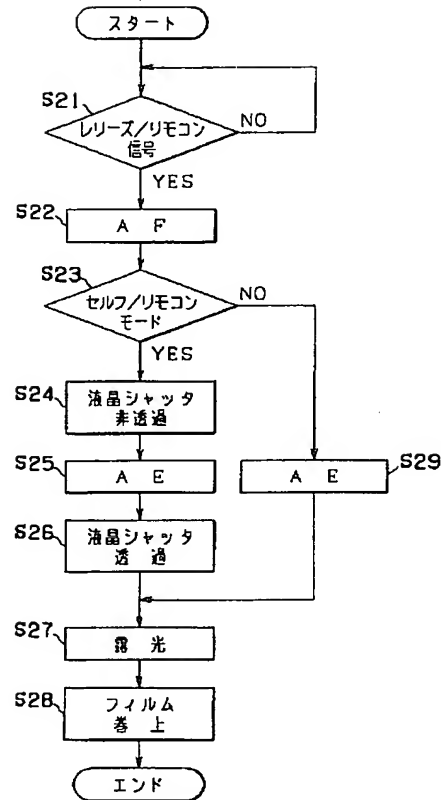 スタート
S21
レリーズ/リモコン
信号
NO
YES
S22
A F
S23
セルフ/リモコン
モード
NO
YES
S24
液晶シャッタ
非透過
S25
A E
S29
A E
S26
液晶シャッタ
透 過
S27
露 光
S28
フィルム
巻 上
エンド